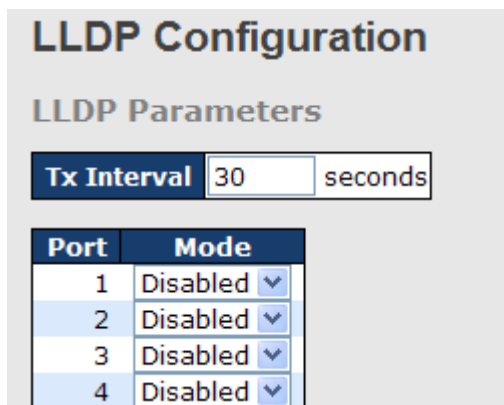 LLDP Configuration
LLDP Parameters
Tx Interval 30 seconds
Port Mode
1 Disabled
2 Disabled
3 Disabled
4 Disabled